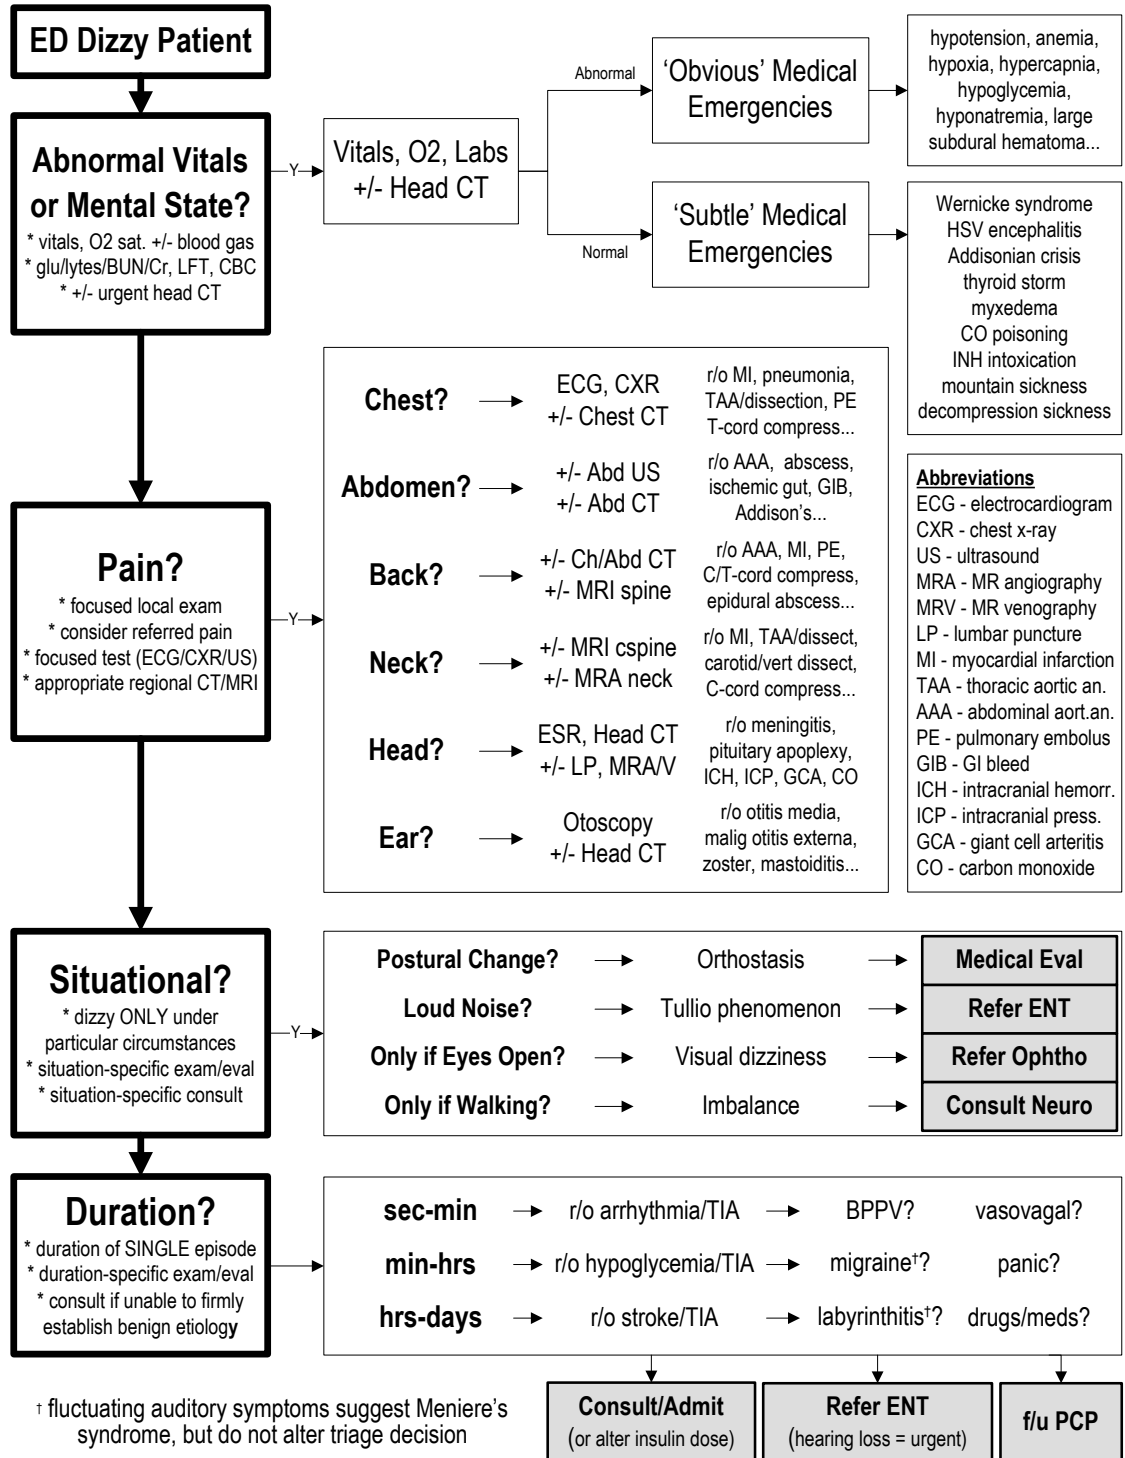 ED Dizzy Patient
Abnormal Vitals
or Mental State?
* vitals, O2 sat. +/- blood gas
* glu/lytes/BUN/Cr, LFT, CBC
* +/- urgent head CT
Y
Vitals, O2, Labs
+/- Head CT
Abnormal
'Obvious' Medical
Emergencies
hypotension, anemia,
hypoxia, hypercapnia,
hypoglycemia,
hyponatremia, large
subdural hematoma...
Normal
'Subtle' Medical
Emergencies
Wernicke syndrome
HSV encephalitis
Addisonian crisis
thyroid storm
myxedema
CO poisoning
INH intoxication
mountain sickness
decompression sickness
Pain?
* focused local exam
* consider referred pain
* focused test (ECG/CXR/US)
* appropriate regional CT/MRI
Y
Chest?
ECG, CXR
+/- Chest CT
r/o MI, pneumonia,
TAA/dissection, PE
T-cord compress...
Abdomen?
+/- Abd US
+/- Abd CT
r/o AAA, abscess,
ischemic gut, GIB,
Addison's...
Back?
+/- Ch/Abd CT
+/- MRI spine
r/o AAA, MI, PE,
C/T-cord compress,
epidural abscess...
Neck?
+/- MRI cspine
+/- MRA neck
r/o MI, TAA/dissect,
carotid/vert dissect,
C-cord compress...
Head?
ESR, Head CT
+/- LP, MRA/V
r/o meningitis,
pituitary apoplexy,
ICH, ICP, GCA, CO
Ear?
Otoscopy
+/- Head CT
r/o otitis media,
malig otitis externa,
zoster, mastoiditis...
Abbreviations
ECG - electrocardiogram
CXR - chest x-ray
US - ultrasound
MRA - MR angiography
MRV - MR venography
LP - lumbar puncture
MI - myocardial infarction
TAA - thoracic aortic an.
AAA - abdominal aort.an.
PE - pulmonary embolus
GIB - GI bleed
ICH - intracranial hemorr.
ICP - intracranial press.
GCA - giant cell arteritis
CO - carbon monoxide
Situational?
* dizzy ONLY under
particular circumstances
* situation-specific exam/eval
* situation-specific consult
Y
Postural Change? Orthostasis Medical Eval
Loud Noise? Tullio phenomenon Refer ENT
Only if Eyes Open? Visual dizziness Refer Ophtho
Only if Walking? Imbalance Consult Neuro
Duration?
* duration of SINGLE episode
* duration-specific exam/eval
* consult if unable to firmly
establish benign etiology
sec-min r/o arrhythmia/TIA BPPV? vasovagal?
min-hrs r/o hypoglycemia/TIA migraine†? panic?
hrs-days r/o stroke/TIA labyrinthitis†? drugs/meds?
† fluctuating auditory symptoms suggest Meniere's
syndrome, but do not alter triage decision
Consult/Admit
(or alter insulin dose)
Refer ENT
(hearing loss = urgent)
f/u PCP